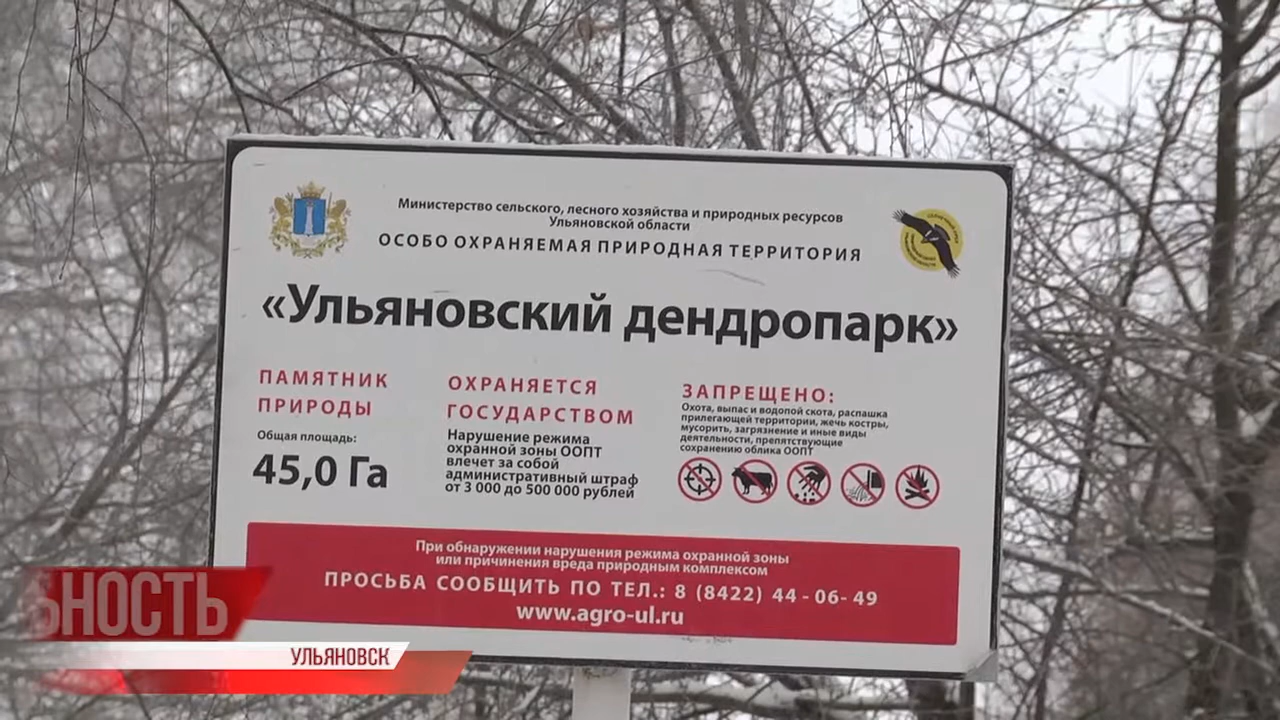 Министерство сельского, лесного хозяйства и природных ресурсов
Ульяновской области
ОСОБО ОХРАНЯЕМАЯ ПРИРОДНАЯ ТЕРРИТОРИЯ
«Ульяновский дендропарк»
ПАМЯТНИК
ПРИРОДЫ
Общая площадь:
45,0 Га
ОХРАНЯЕТСЯ
ГОСУДАРСТВОМ
Нарушение режима
охранной зоны ООПТ
влечет за собой
административный штраф
от 3 000 до 500 000 рублей
ЗАПРЕЩЕНО:
Охота, выпас и водопой скота, распашка
прилегающей территории, жечь костры,
мусорить, загрязнение и иные виды
деятельности, препятствующие
сохранению облика ООПТ
При обнаружении нарушения режима охранной зоны
или причинения вреда природным комплексом
ПРОСЬБА СООБЩИТЬ ПО ТЕЛ.: 8 (8422) 44-06-49
www.agro-ul.ru
ЬНОСТЬ
УЛЬЯНОВСК